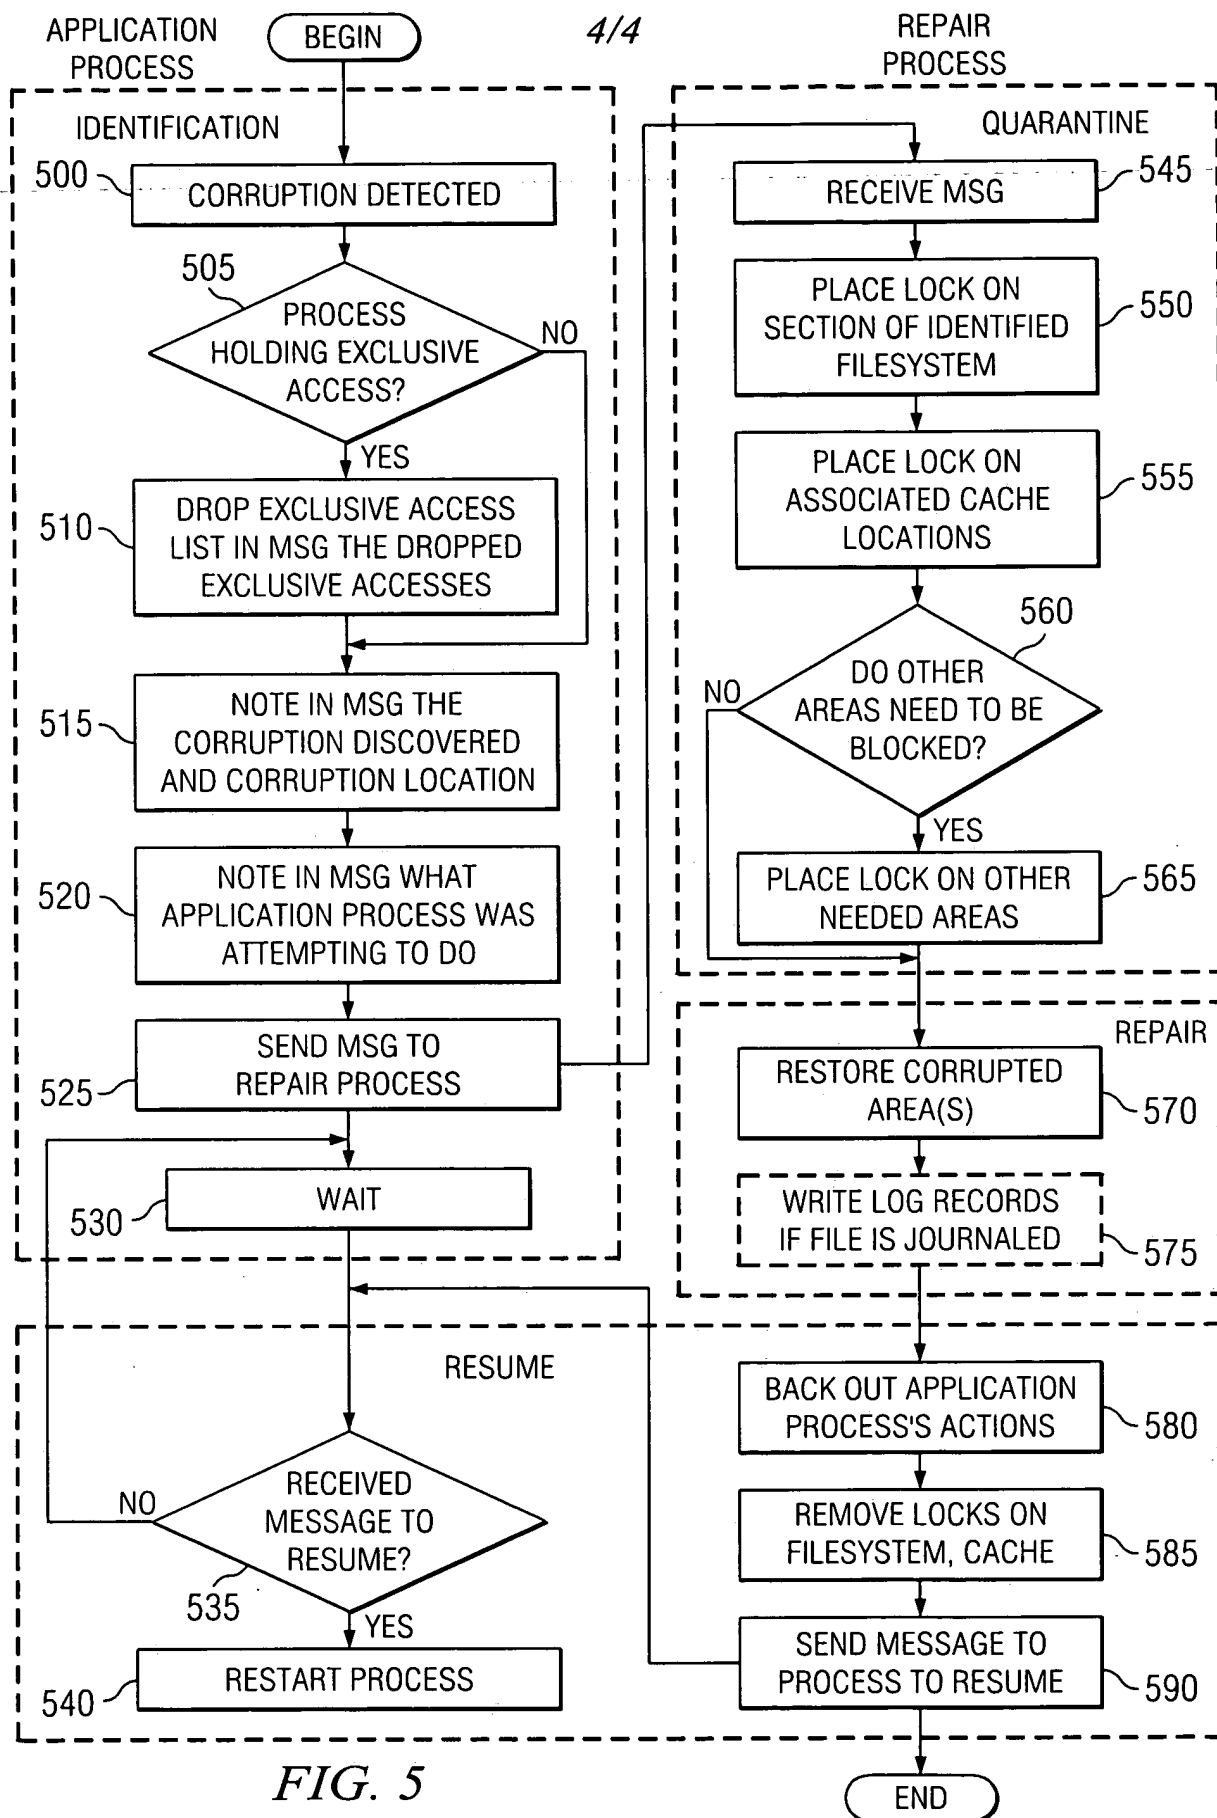 4/4
APPLICATION
PROCESS
BEGIN
IDENTIFICATION
500
CORRUPTION DETECTED
505
PROCESS
HOLDING EXCLUSIVE
ACCESS?
NO
YES
510
DROP EXCLUSIVE ACCESS
LIST IN MSG THE DROPPED
EXCLUSIVE ACCESSES
515
NOTE IN MSG THE
CORRUPTION DISCOVERED
AND CORRUPTION LOCATION
520
NOTE IN MSG WHAT
APPLICATION PROCESS WAS
ATTEMPTING TO DO
525
SEND MSG TO
REPAIR PROCESS
530
WAIT
REPAIR
PROCESS
QUARANTINE
RECEIVE MSG
545
PLACE LOCK ON
SECTION OF IDENTIFIED
FILESYSTEM
550
PLACE LOCK ON
ASSOCIATED CACHE
LOCATIONS
555
560
DO OTHER
AREAS NEED TO BE
BLOCKED?
NO
YES
PLACE LOCK ON OTHER
NEEDED AREAS
565
REPAIR
RESTORE CORRUPTED
AREA(S)
570
WRITE LOG RECORDS
IF FILE IS JOURNALED
575
RESUME
RECEIVED
MESSAGE TO
RESUME?
NO
535
YES
RESTART PROCESS
540
BACK OUT APPLICATION
PROCESS'S ACTIONS
580
REMOVE LOCKS ON
FILESYSTEM, CACHE
585
SEND MESSAGE TO
PROCESS TO RESUME
590
END
FIG. 5